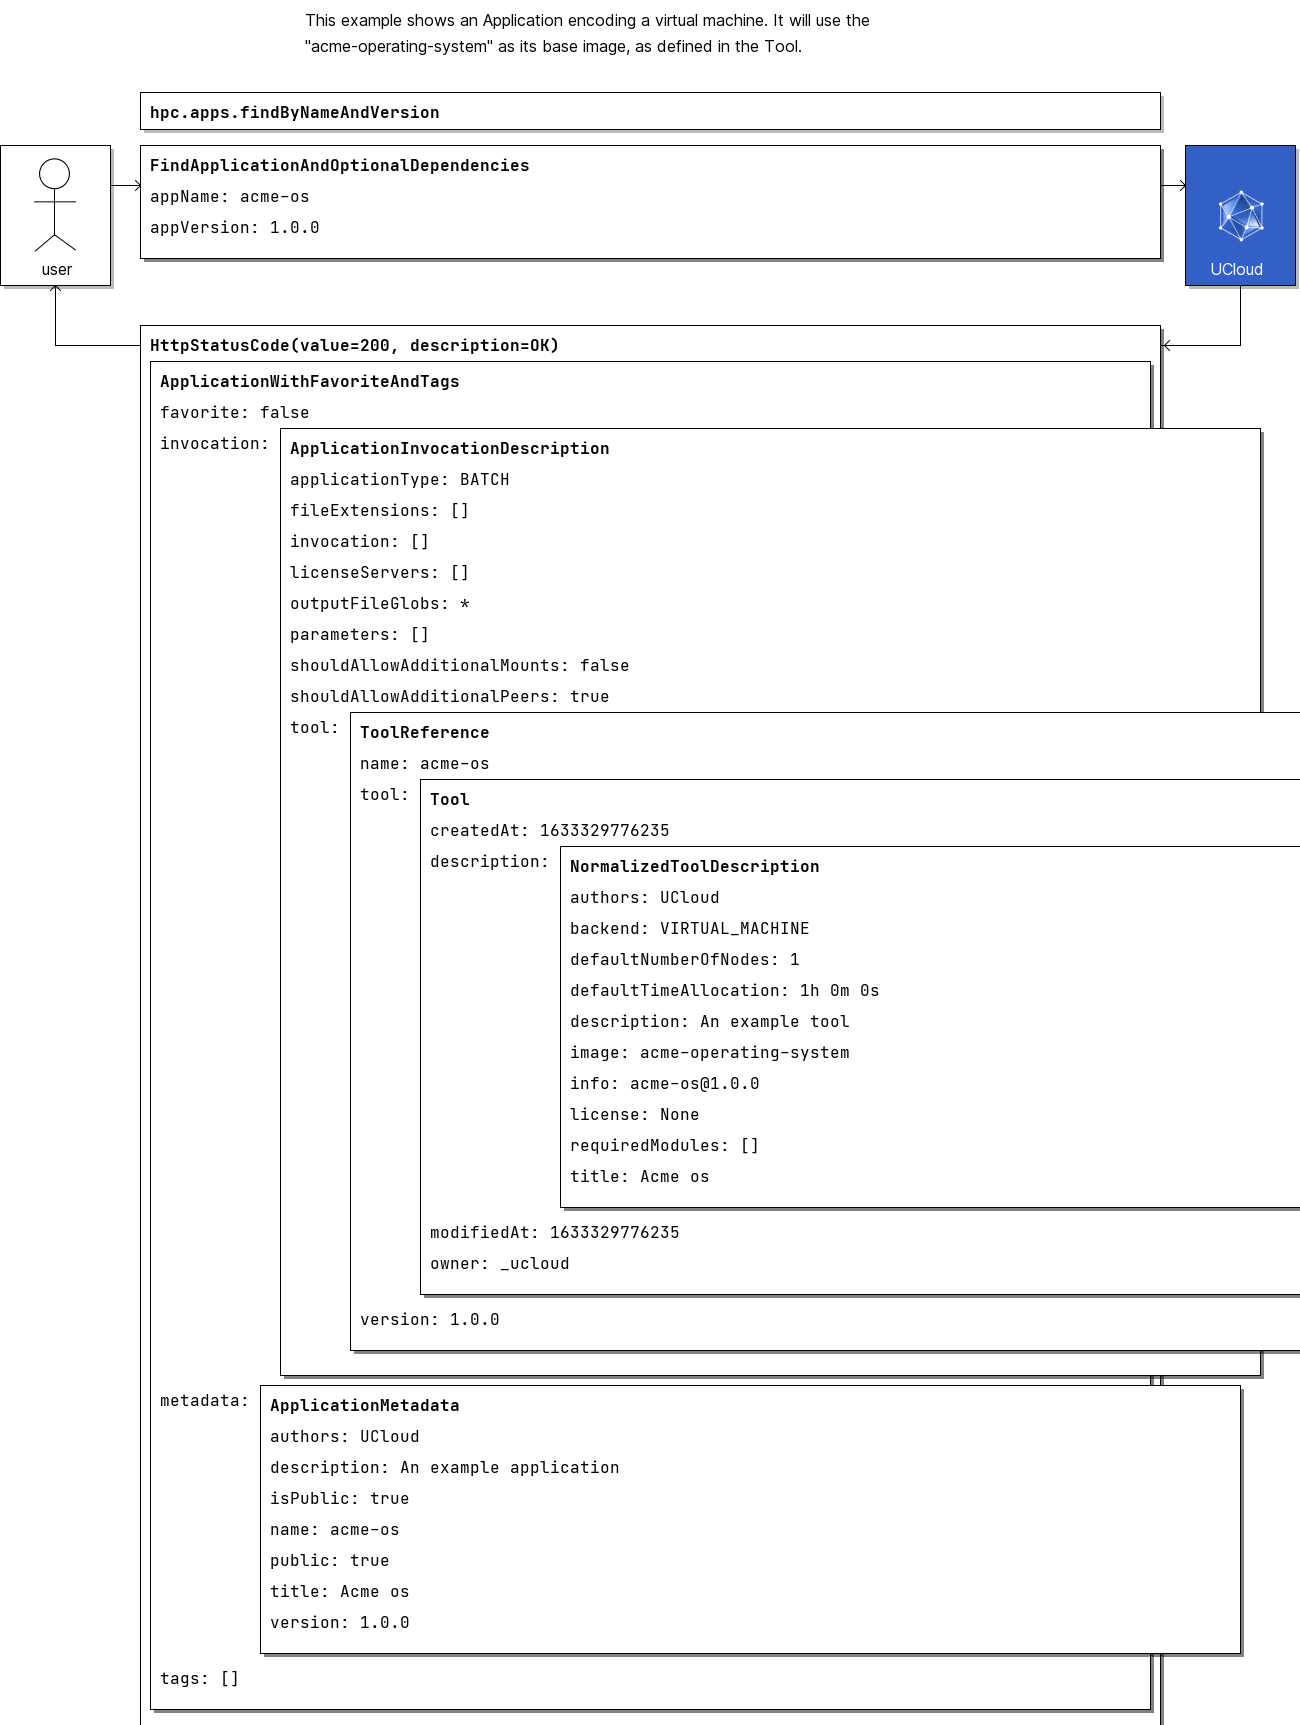 This example shows an Application encoding a virtual machine. It will use the
"acme-operating-system" as its base image, as defined in the Tool.
hpc.apps.findByNameAndVersion
FindApplicationAndOptionalDependencies
appName: acme-os
appVersion: 1.0.0
user
UCloud
HttpStatusCode(value=200, description=OK)
ApplicationWithFavoriteAndTags
favorite: false
invocation:
ApplicationInvocationDescription
applicationType: BATCH
fileExtensions: []
invocation: []
licenseServers: []
outputFileGlobs: *
parameters: []
shouldAllowAdditionalMounts: false
shouldAllowAdditionalPeers: true
tool:
ToolReference
name: acme-os
tool:
Tool
createdAt: 1633329776235
description:
NormalizedToolDescription
authors: UCloud
backend: VIRTUAL_MACHINE
defaultNumberOfNodes: 1
defaultTimeAllocation: 1h 0m 0s
description: An example tool
image: acme-operating-system
info: acme-os@1.0.0
license: None
requiredModules: []
title: Acme os
modifiedAt: 1633329776235
owner: _ucloud
version: 1.0.0
metadata:
ApplicationMetadata
authors: UCloud
description: An example application
isPublic: true
name: acme-os
public: true
title: Acme os
version: 1.0.0
tags: []